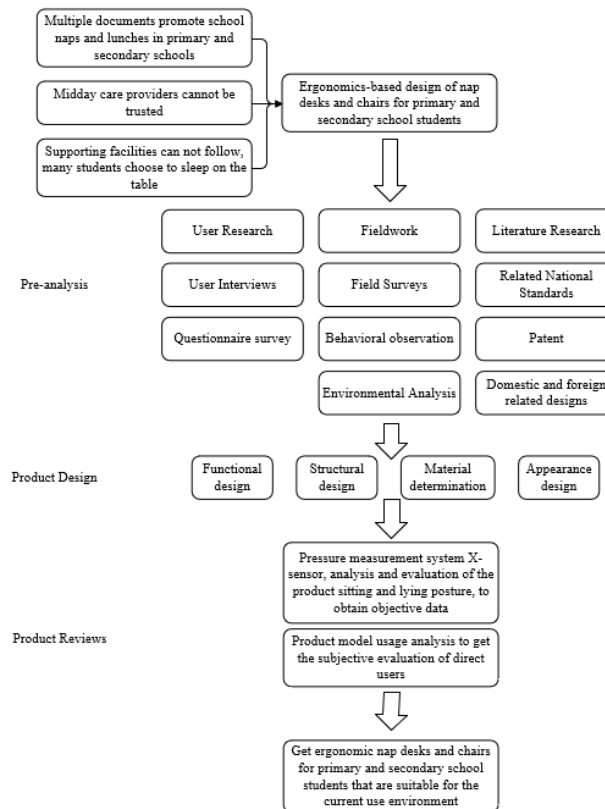 Multiple documents promote school
naps and lunches in primary and
secondary schools
Midday care providers cannot be
trusted
Supporting facilities can not follow,
many students choose to sleep on the
table
Ergonomics-based design of nap
desks and chairs for primary and
secondary school students
User Research
Fieldwork
Literature Research
Pre-analysis
User Interviews
Field Surveys
Related National
Standards
Questionnaire survey
Behavioral observation
Patent
Environmental Analysis
Domestic and foreign
related designs
Product Design
Functional
design
Structural
design
Material
determination
Appearance
design
Pressure measurement system X-
sensor, analysis and evaluation of the
product sitting and lying posture, to
obtain objective data
Product Reviews
Product model usage analysis to get
the subjective evaluation of direct
users
Get ergonomic nap desks and chairs
for primary and secondary school
students that are suitable for the
current use environment